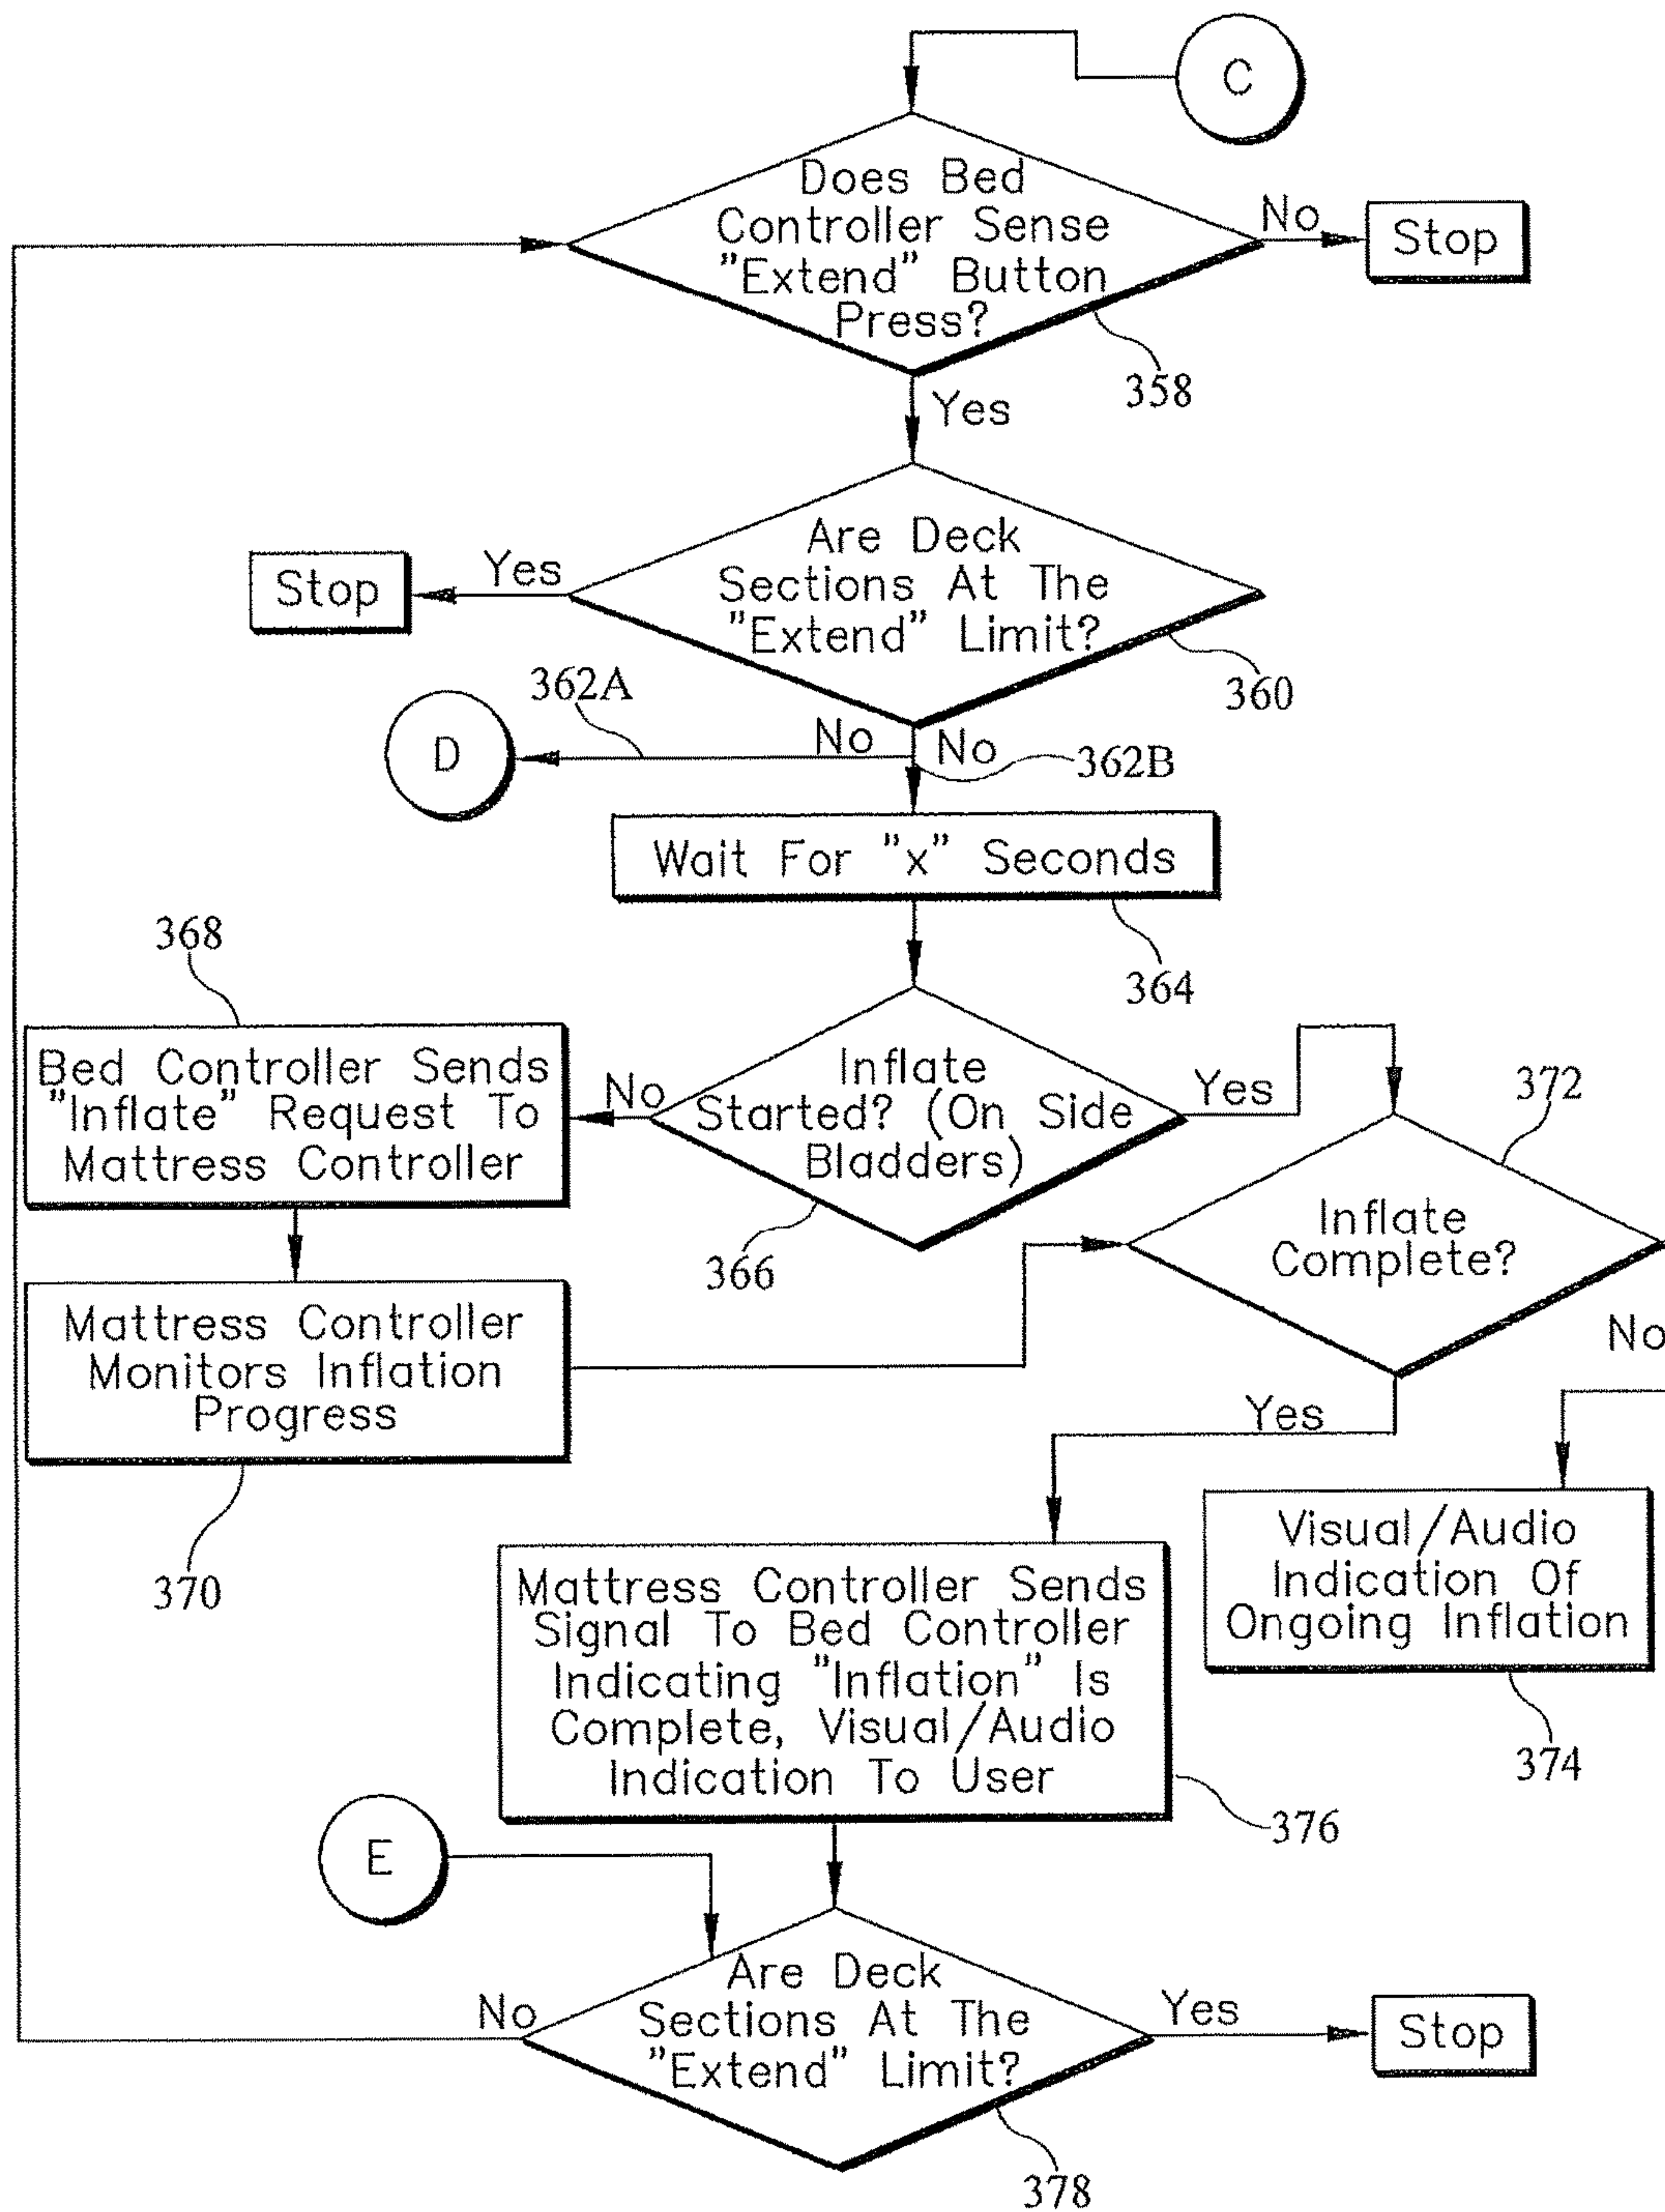 C
Does Bed
Controller Sense
"Extend" Button
Press?
No
Stop
358
Yes
Are Deck
Sections At The
"Extend" Limit?
Yes
Stop
360
362A
D
No
No
362B
Wait For "x" Seconds
364
368
Bed Controller Sends
"Inflate" Request To
Mattress Controller
No
Inflate
Started? (On Side
Bladders)
Yes
366
372
Inflate
Complete?
No
Mattress Controller
Monitors Inflation
Progress
370
Yes
Visual/Audio
Indication Of
Ongoing Inflation
374
Mattress Controller Sends
Signal To Bed Controller
Indicating "Inflation" Is
Complete, Visual/Audio
Indication To User
376
E
Are Deck
Sections At The
"Extend" Limit?
No
Yes
Stop
378